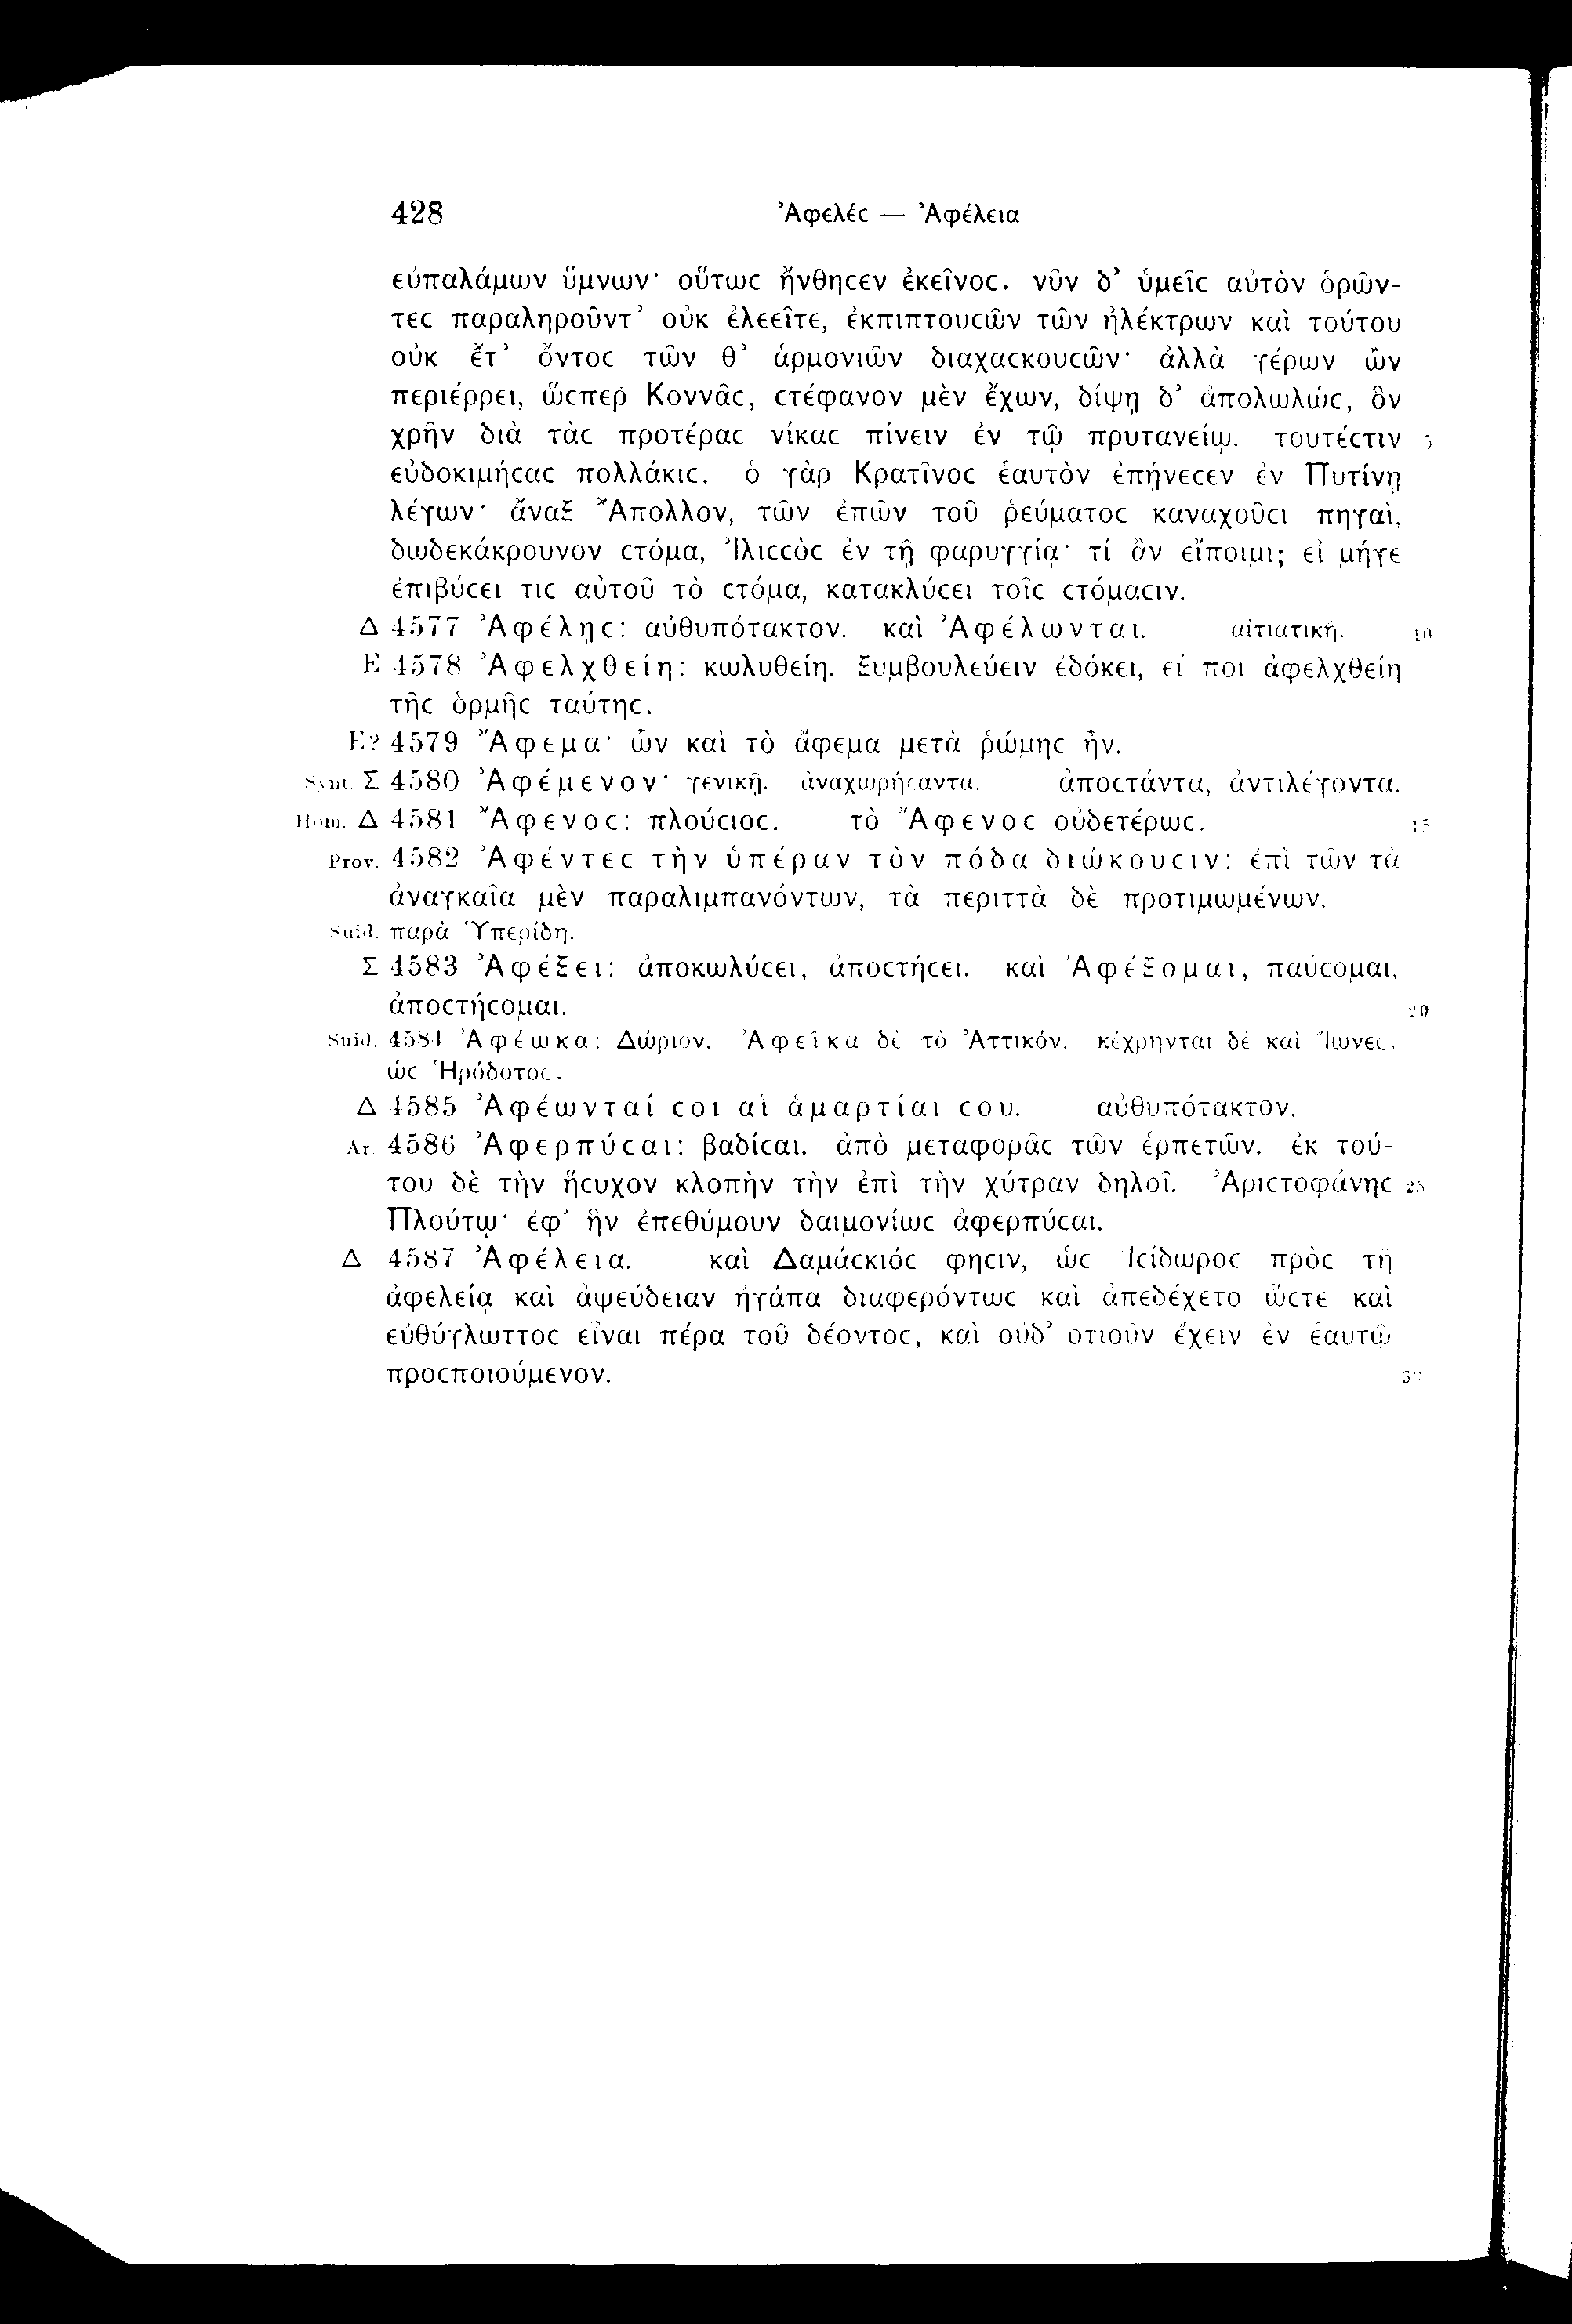 428 Ἀφελέϲ — Ἀφέλεια
εὐπαλάμων ὕμνων· οὕτωϲ ἤνθηϲεν ἐκεῖνοϲ. νῦν δ’ ὑμεῖϲ αὐτὸν ὁρῶν-
τεϲ παραληροῦντ’ οὐκ ἐλεεῖτε, ἐκπιπτουϲῶν τῶν ἠλέκτρων καὶ τούτου
οὐκ ἔτ’ ὄντοϲ τῶν θ’ ἁρμονιῶν διαχαϲκουϲῶν· ἀλλὰ γέρων ὢν
περιέρρει, ὥϲπερ Κοννᾶϲ, ϲτέφανον μὲν ἔχων, δίψῃ δ’ ἀπολωλώϲ, ὃν
χρῆν διὰ τὰϲ προτέραϲ νίκαϲ πίνειν ἐν τῷ πρυτανείῳ. τουτέϲτιν 5
εὐδοκιμήϲαϲ πολλάκιϲ. ὁ γὰρ Κρατῖνοϲ ἑαυτὸν ἐπῄνεϲεν ἐν Πυτίνῃ
λέγων· ἄναξ Ἄπολλον, τῶν ἐπῶν τοῦ ῥεύματοϲ καναχοῦϲι πηγαὶ,
δωδεκάκρουνον ϲτόμα, Ἰλιϲϲὸϲ ἐν τῇ φαρυγγίᾳ· τί ἂν εἴποιμι; εἰ μήγε
ἐπιβύϲει τιϲ αὐτοῦ τὸ ϲτόμα, κατακλύϲει τοῖϲ ϲτόμαϲιν.
Δ 4577 Ἀφέληϲ: αὐθυπότακτον. καὶ Ἀφέλωνται. αἰτιατικῇ. 10
E 4578 Ἀφελχθείη: κωλυθείη. ξυμβουλεύειν ἐδόκει, εἴ ποι ἀφελχθείη
τῆϲ ὁρμῆϲ ταύτηϲ.
E? 4579 Ἄφεμα· ὧν καὶ τὸ ἄφεμα μετὰ ῥώμηϲ ἦν.
Synt. Σ 4580 Ἀφέμενον· γενικῇ. ἀναχωρήϲαντα. ἀποϲτάντα, ἀντιλέγοντα.
Hom. Δ 4581 Ἄφενοϲ: πλούϲιοϲ. τὸ Ἄφενοϲ οὐδετέρωϲ. 15
Prov. 4582 Ἀφέντεϲ τὴν ὑπέραν τὸν πόδα διώκουϲιν: ἐπὶ τῶν τὰ
ἀναγκαῖα μὲν παραλιμπανόντων, τὰ περιττὰ δὲ προτιμωμένων.
Suid. παρὰ Ὑπερίδῃ.
Σ 4583 Ἀφέξει: ἀποκωλύϲει, ἀποϲτήϲει. καὶ Ἀφέξομαι, παύϲομαι,
ἀποϲτήϲομαι. 20
Suid. 4584 Ἀφέωκα: Δώριον. Ἀφεῖκα δὲ τὸ Ἀττικόν. κέχρηνται δὲ καὶ Ἴωνεϲ,
ὡϲ Ἡρόδοτοϲ.
Δ 4585 Ἀφέωνταί ϲοι αἱ ἁμαρτίαι ϲου. αὐθυπότακτον.
Ar. 4586 Ἀφερπύϲαι: βαδίϲαι. ἀπὸ μεταφορᾶϲ τῶν ἑρπετῶν. ἐκ τού-
του δὲ τὴν ἥϲυχον κλοπὴν τὴν ἐπὶ τὴν χύτραν δηλοῖ. Ἀριϲτοφάνηϲ 25
Πλούτῳ· ἐφ’ ἣν ἐπεθύμουν δαιμονίωϲ ἀφερπύϲαι.
Δ 4587 Ἀφέλεια. καὶ Δαμάϲκιόϲ φηϲιν, ὡϲ Ἰϲίδωροϲ πρὸϲ τῇ
ἀφελείᾳ καὶ ἀψεύδειαν ἠγάπα διαφερόντωϲ καὶ ἀπεδέχετο ὥϲτε καὶ
εὐθύγλωττοϲ εἶναι πέρα τοῦ δέοντοϲ, καὶ οὐδ’ ὁτιοῦν ἔχειν ἐν ἑαυτῷ
προϲποιούμενον. 30